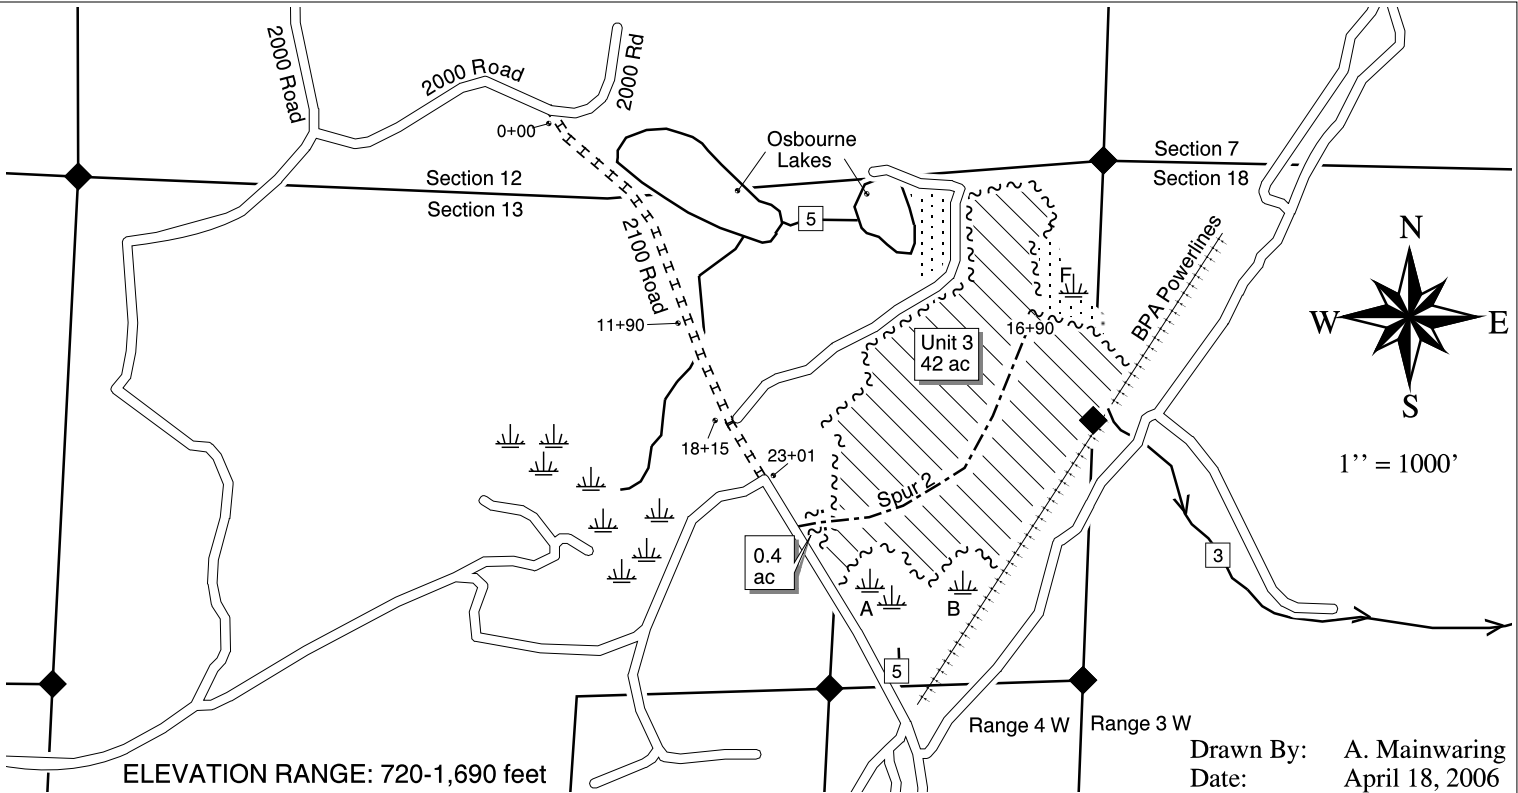 2000 Road
2000 Road
2000 Rd
0+00
Osbourne
Lakes
Section 12
Section 13
Section 7
Section 18
5
2100 Road
F
BPA Powerlines
N
W
E
S
11+90
16+90
Unit 3
42 ac
18+15
23+01
1’’ = 1000’
Spur 2
0.4
ac
3
A
B
5
Range 4 W
Range 3 W
ELEVATION RANGE: 720-1,690 feet
Drawn By: A. Mainwaring
Date: April 18, 2006